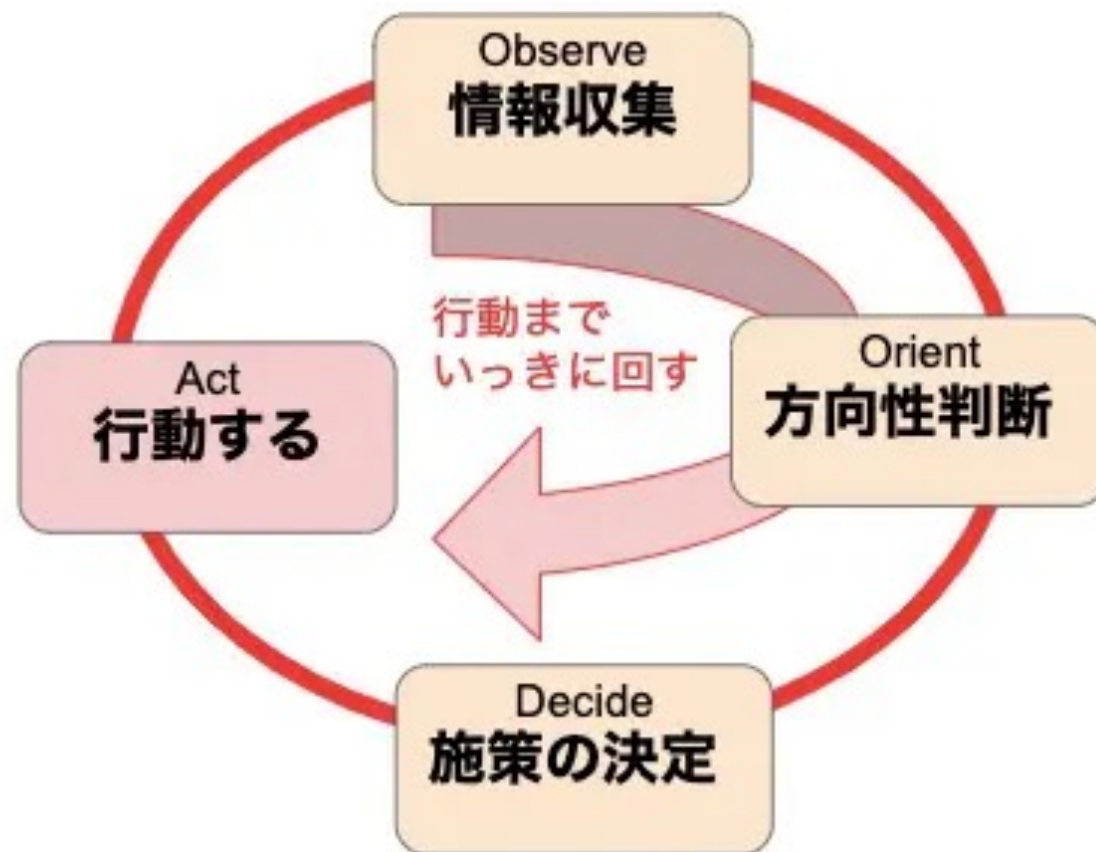 Observe
情報収集
行動まで
いっきに回す
Orient
方向性判断
Act
行動する
Decide
施策の決定